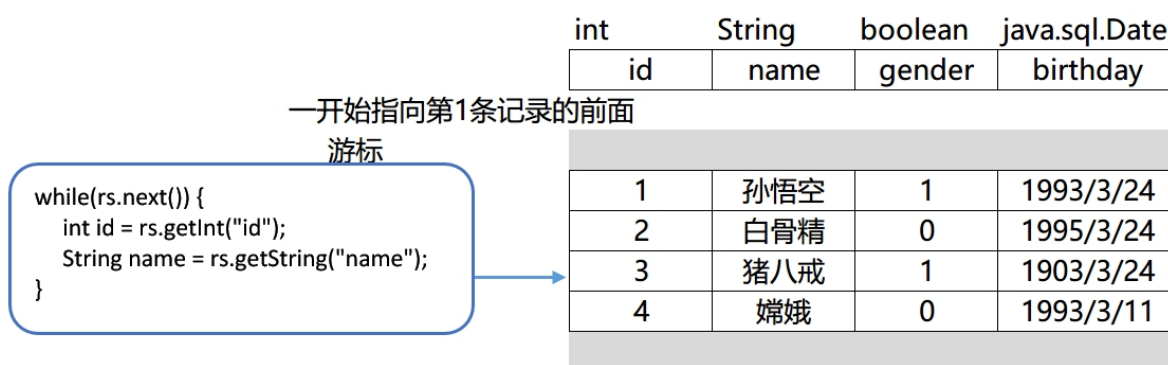 int String boolean java.sql.Date
id name gender birthday
一开始指向第1条记录的前面
游标
while(rs.next()) {
int id = rs.getInt("id");
String name = rs.getString("name");
}
1 孙悟空 1 1993/3/24
2 白骨精 0 1995/3/24
3 猪八戒 1 1903/3/24
4 嫦娥 0 1993/3/11